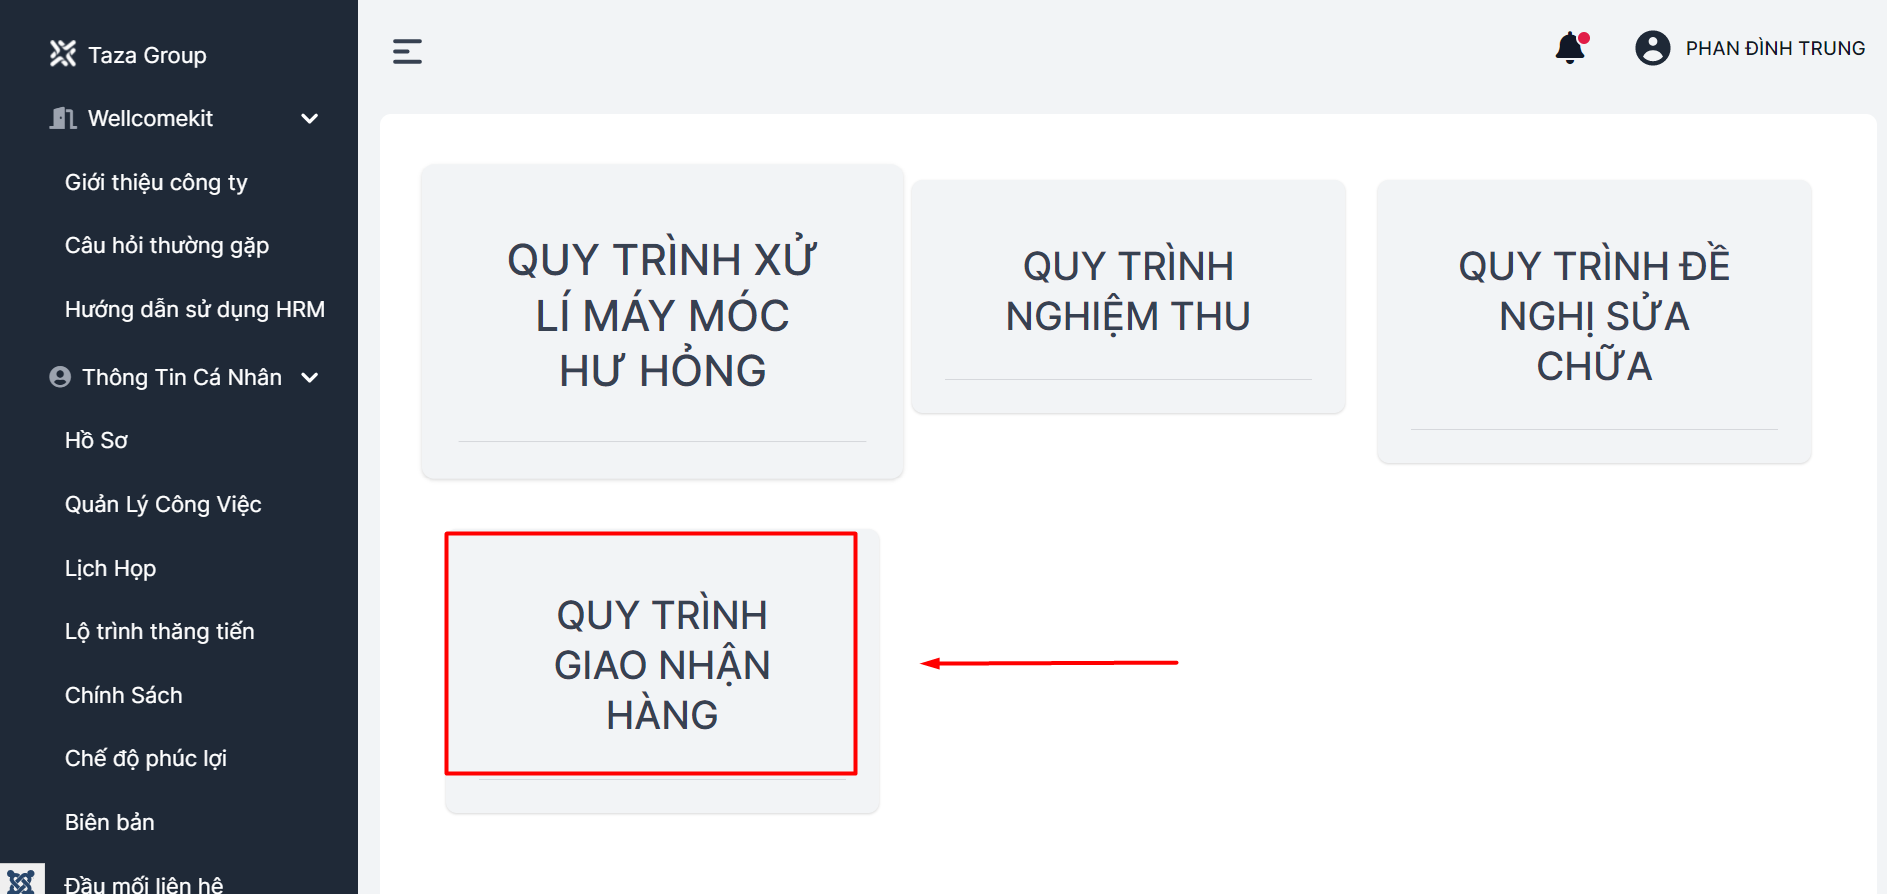 Taza Group
Wellcomekit
Giới thiệu công ty
Câu hỏi thường gặp
Hướng dẫn sử dụng HRM
Thông Tin Cá Nhân
Hồ Sơ
Quản Lý Công Việc
Lịch Họp
Lộ trình thăng tiến
Chính Sách
Chế độ phúc lợi
Biên bản
Đầu mối liên hệ
PHAN ĐÌNH TRUNG
QUY TRÌNH XỬ
LÍ MÁY MÓC
HƯ HỎNG
QUY TRÌNH
NGHIỆM THU
QUY TRÌNH ĐỀ
NGHỊ SỬA
CHỮA
QUY TRÌNH
GIAO NHẬN
HÀNG